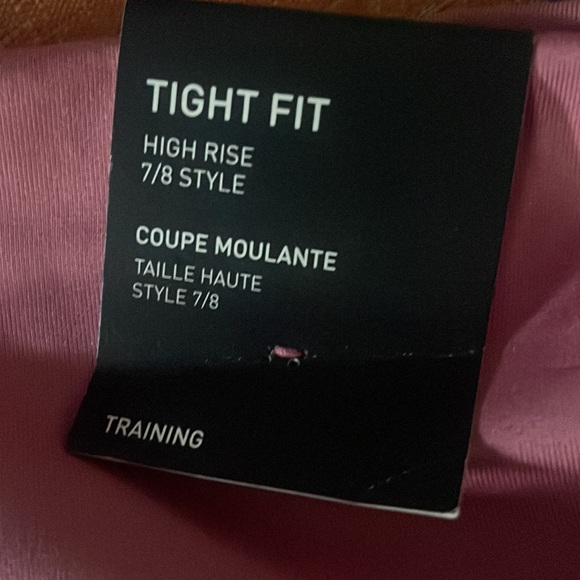 TIGHT FIT
HIGH RISE
7/8 STYLE
COUPE MOULANTE
TAILLE HAUTE
STYLE 7/8
TRAINING